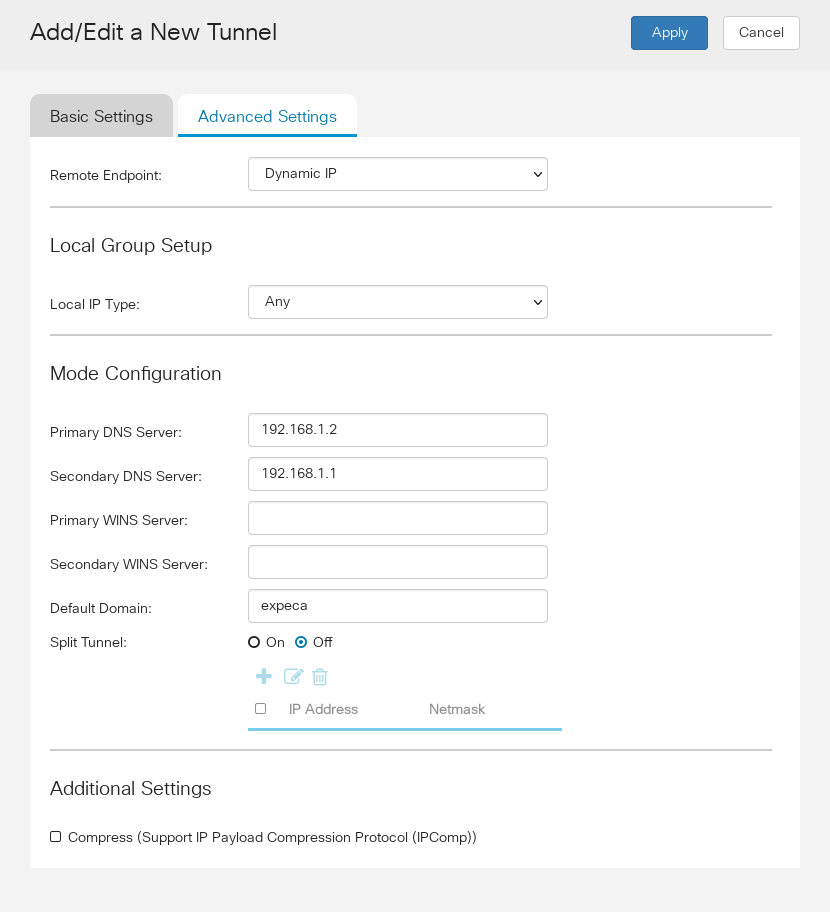 Add/Edit a New Tunnel
Apply
Cancel
Basic Settings
Advanced Settings
Remote Endpoint:
Dynamic IP
Local Group Setup
Local IP Type:
Any
Mode Configuration
Primary DNS Server:
192.168.1.2
Secondary DNS Server:
192.168.1.1
Primary WINS Server:
Secondary WINS Server:
Default Domain:
expeca
Split Tunnel:
On
Off
IP Address
Netmask
Additional Settings
Compress (Support IP Payload Compression Protocol (IPComp))